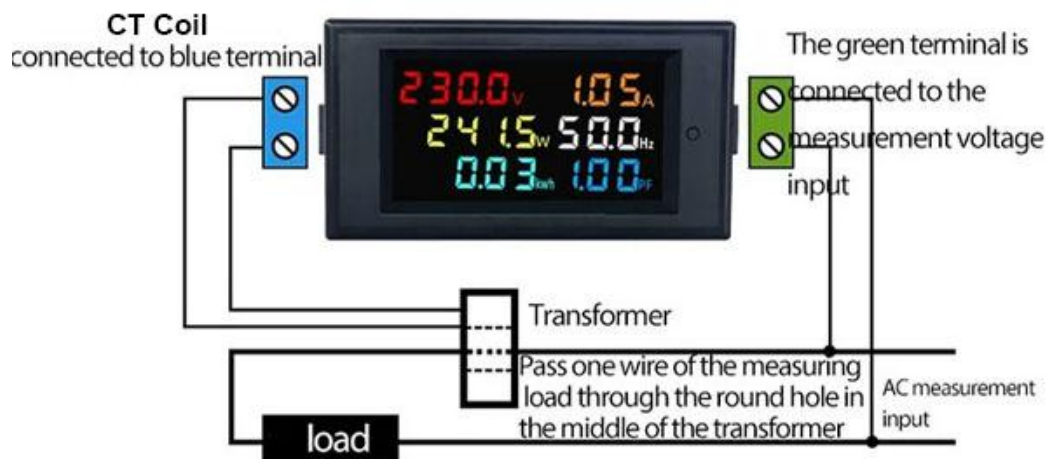 CT Coil
connected to blue terminal
230.0V 1.05A
241.5W 50.0Hz
0.03kWh 1.00PF
The green terminal is
connected to the
measurement voltage
input
Transformer
Pass one wire of the measuring
load through the round hole in
the middle of the transformer
AC measurement
input
load